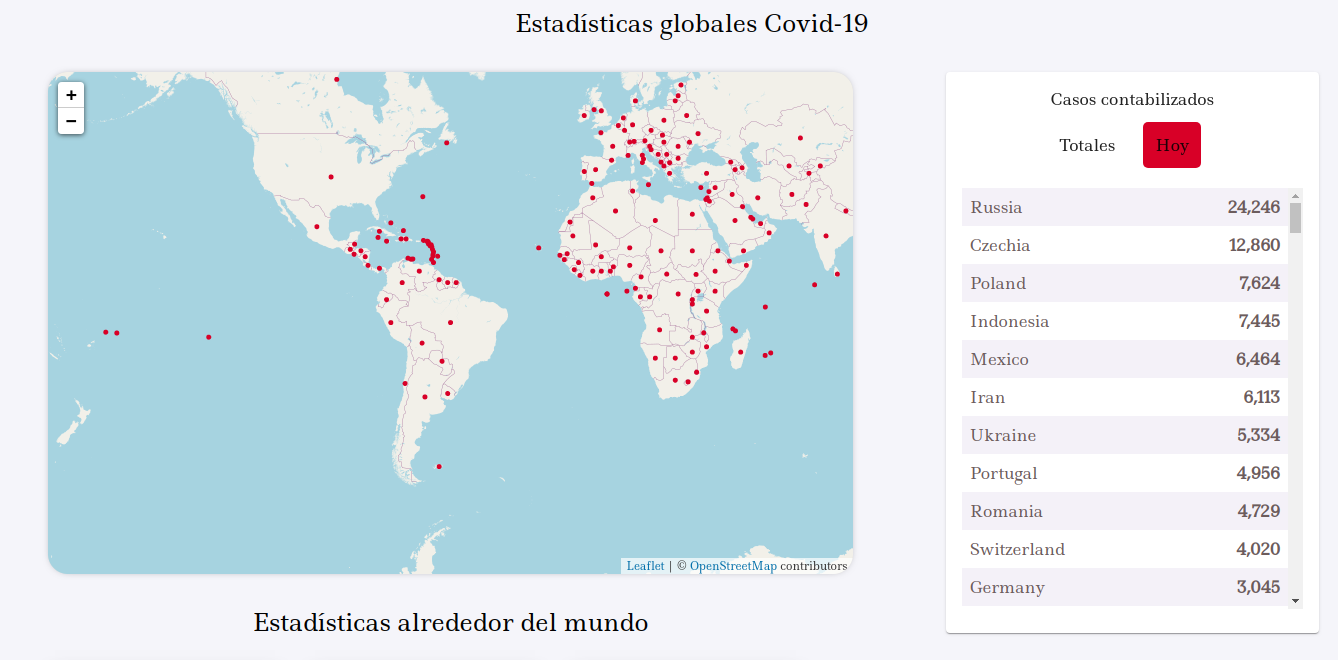 Estadísticas globales Covid-19
+
−
Leaflet | © OpenStreetMap contributors
Casos contabilizados
Totales Hoy
Russia 24,246
Czechia 12,860
Poland 7,624
Indonesia 7,445
Mexico 6,464
Iran 6,113
Ukraine 5,334
Portugal 4,956
Romania 4,729
Switzerland 4,020
Germany 3,045
Estadísticas alrededor del mundo